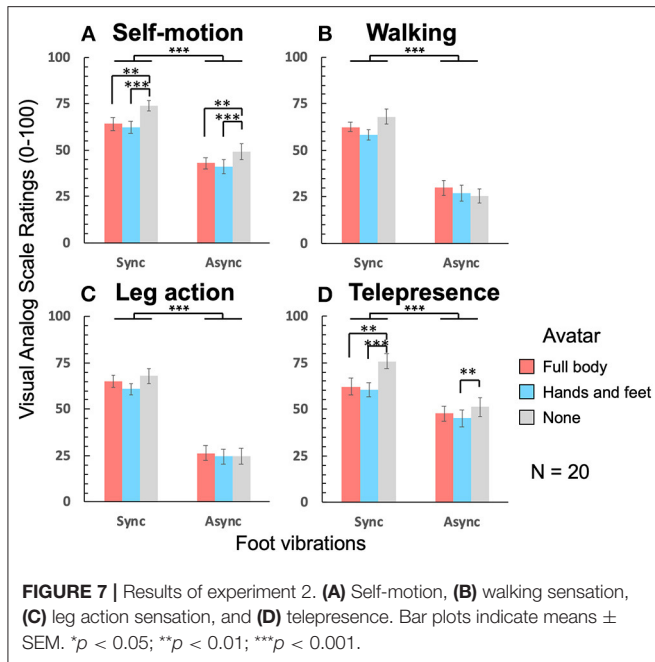 A Self-motion
***
**
***
**
***
100
75
50
25
0
Sync Async
B Walking
***
100
75
50
25
0
Sync Async
C Leg action
***
100
75
50
25
0
Sync Async
D Telepresence
***
**
***
**
100
75
50
25
0
Sync Async
Visual Analog Scale Ratings (0-100)
Foot vibrations
Avatar
Full body
Hands and feet
None
N = 20
FIGURE 7 | Results of experiment 2. (A) Self-motion, (B) walking sensation,
(C) leg action sensation, and (D) telepresence. Bar plots indicate means ±
SEM. *p < 0.05; **p < 0.01; ***p < 0.001.